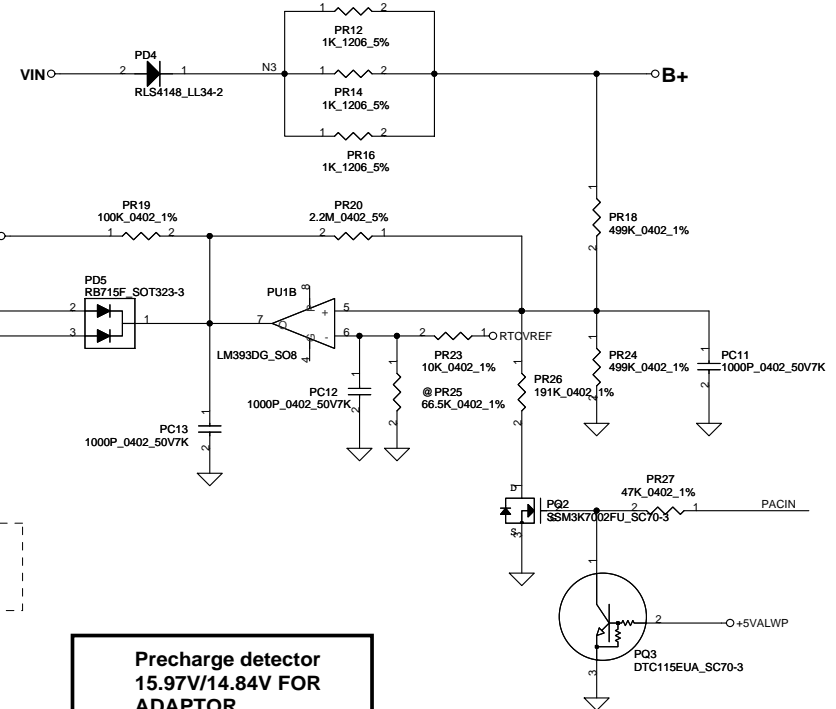 1 2
PR12
1K_1206_5%
VIN
2
PD4
1
RLS4148_LL34-2
N3
1 2
PR14
1K_1206_5%
B+
1 2
PR16
1K_1206_5%
1
PR18
499K_0402_1%
2
PR19
100K_0402_1%
1 2
PR20
2.2M_0402_5%
2 1
PD5
RB715F_SOT323-3
2
3
1
PU1B
8
P
+
5
7
O
-
6
G
4
LM393DG_SO8
2 1
RTCVREF
PR23
10K_0402_1%
1
PR24
499K_0402_1%
2
1
PC11
1000P_0402_50V7K
2
1
PR26
191K_0402_1%
2
1
PC12
1000P_0402_50V7K
2
1
@ PR25
66.5K_0402_1%
2
1
PC13
1000P_0402_50V7K
2
D
1
PQ2
SSM3K7002FU_SC70-3
2
G
S
3
PR27
47K_0402_1%
2 1
PACIN
1
2
+5VALWP
PQ3
DTC115EUA_SC70-3
3
Precharge detector
15.97V/14.84V FOR
ADAPTOR